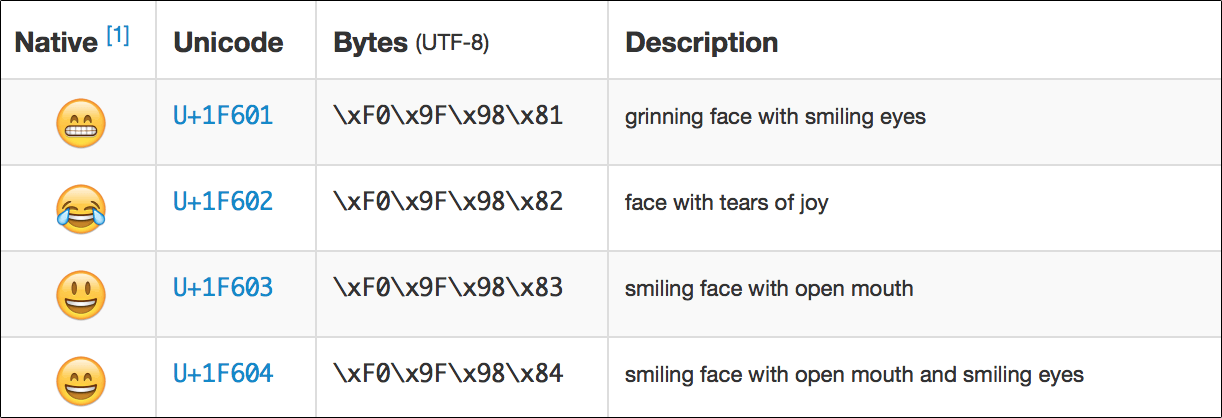 Native [1] Unicode Bytes (UTF-8) Description
😁 U+1F601 \xF0\x9F\x98\x81 grinning face with smiling eyes
😂 U+1F602 \xF0\x9F\x98\x82 face with tears of joy
😃 U+1F603 \xF0\x9F\x98\x83 smiling face with open mouth
😄 U+1F604 \xF0\x9F\x98\x84 smiling face with open mouth and smiling eyes